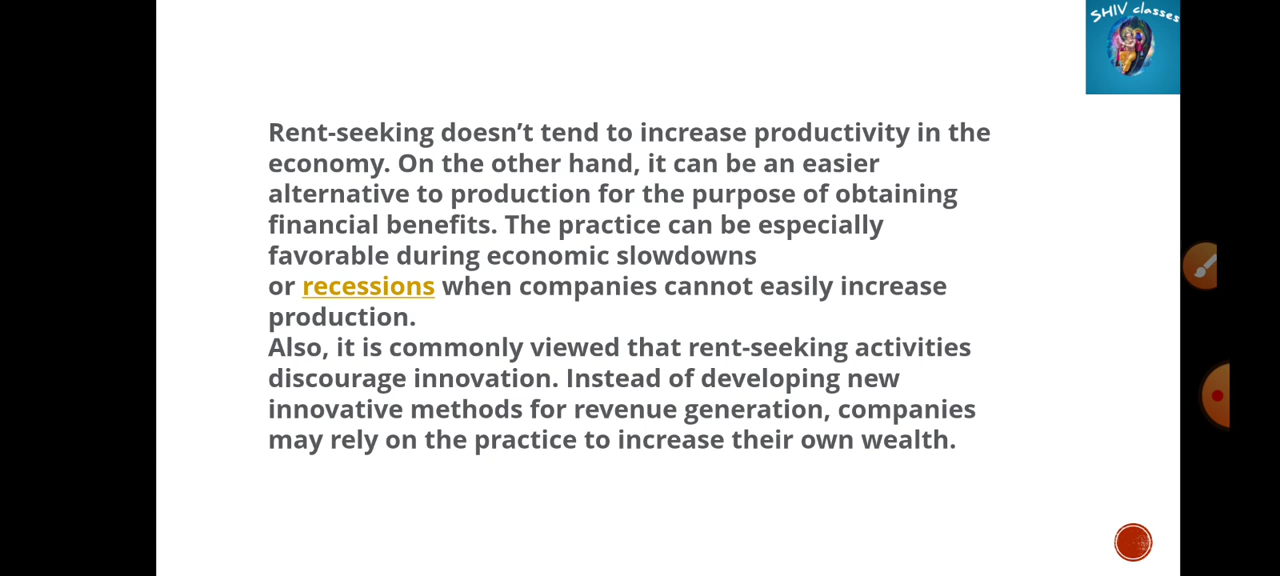 SHIV classes
Rent-seeking doesn’t tend to increase productivity in the
economy. On the other hand, it can be an easier
alternative to production for the purpose of obtaining
financial benefits. The practice can be especially
favorable during economic slowdowns
or recessions when companies cannot easily increase
production.
Also, it is commonly viewed that rent-seeking activities
discourage innovation. Instead of developing new
innovative methods for revenue generation, companies
may rely on the practice to increase their own wealth.